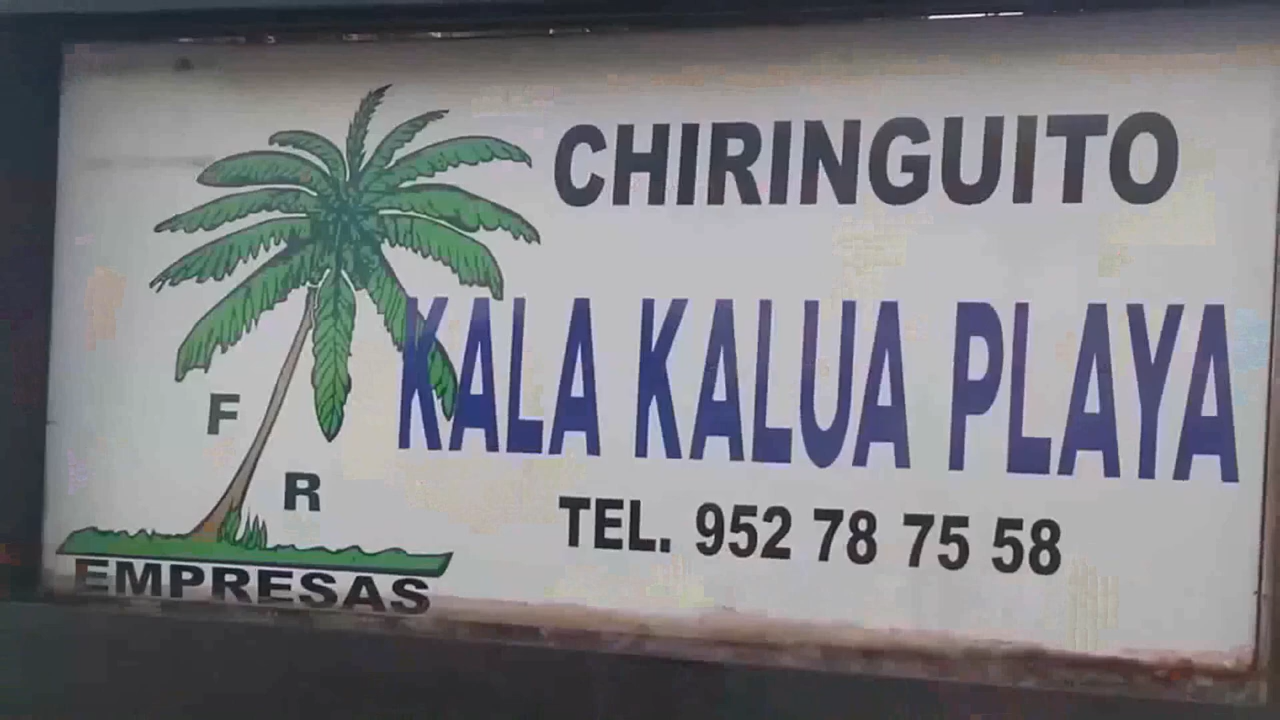 CHIRINGUITO
KALA KALUA PLAYA
TEL. 952 78 75 58
F
R
EMPRESAS